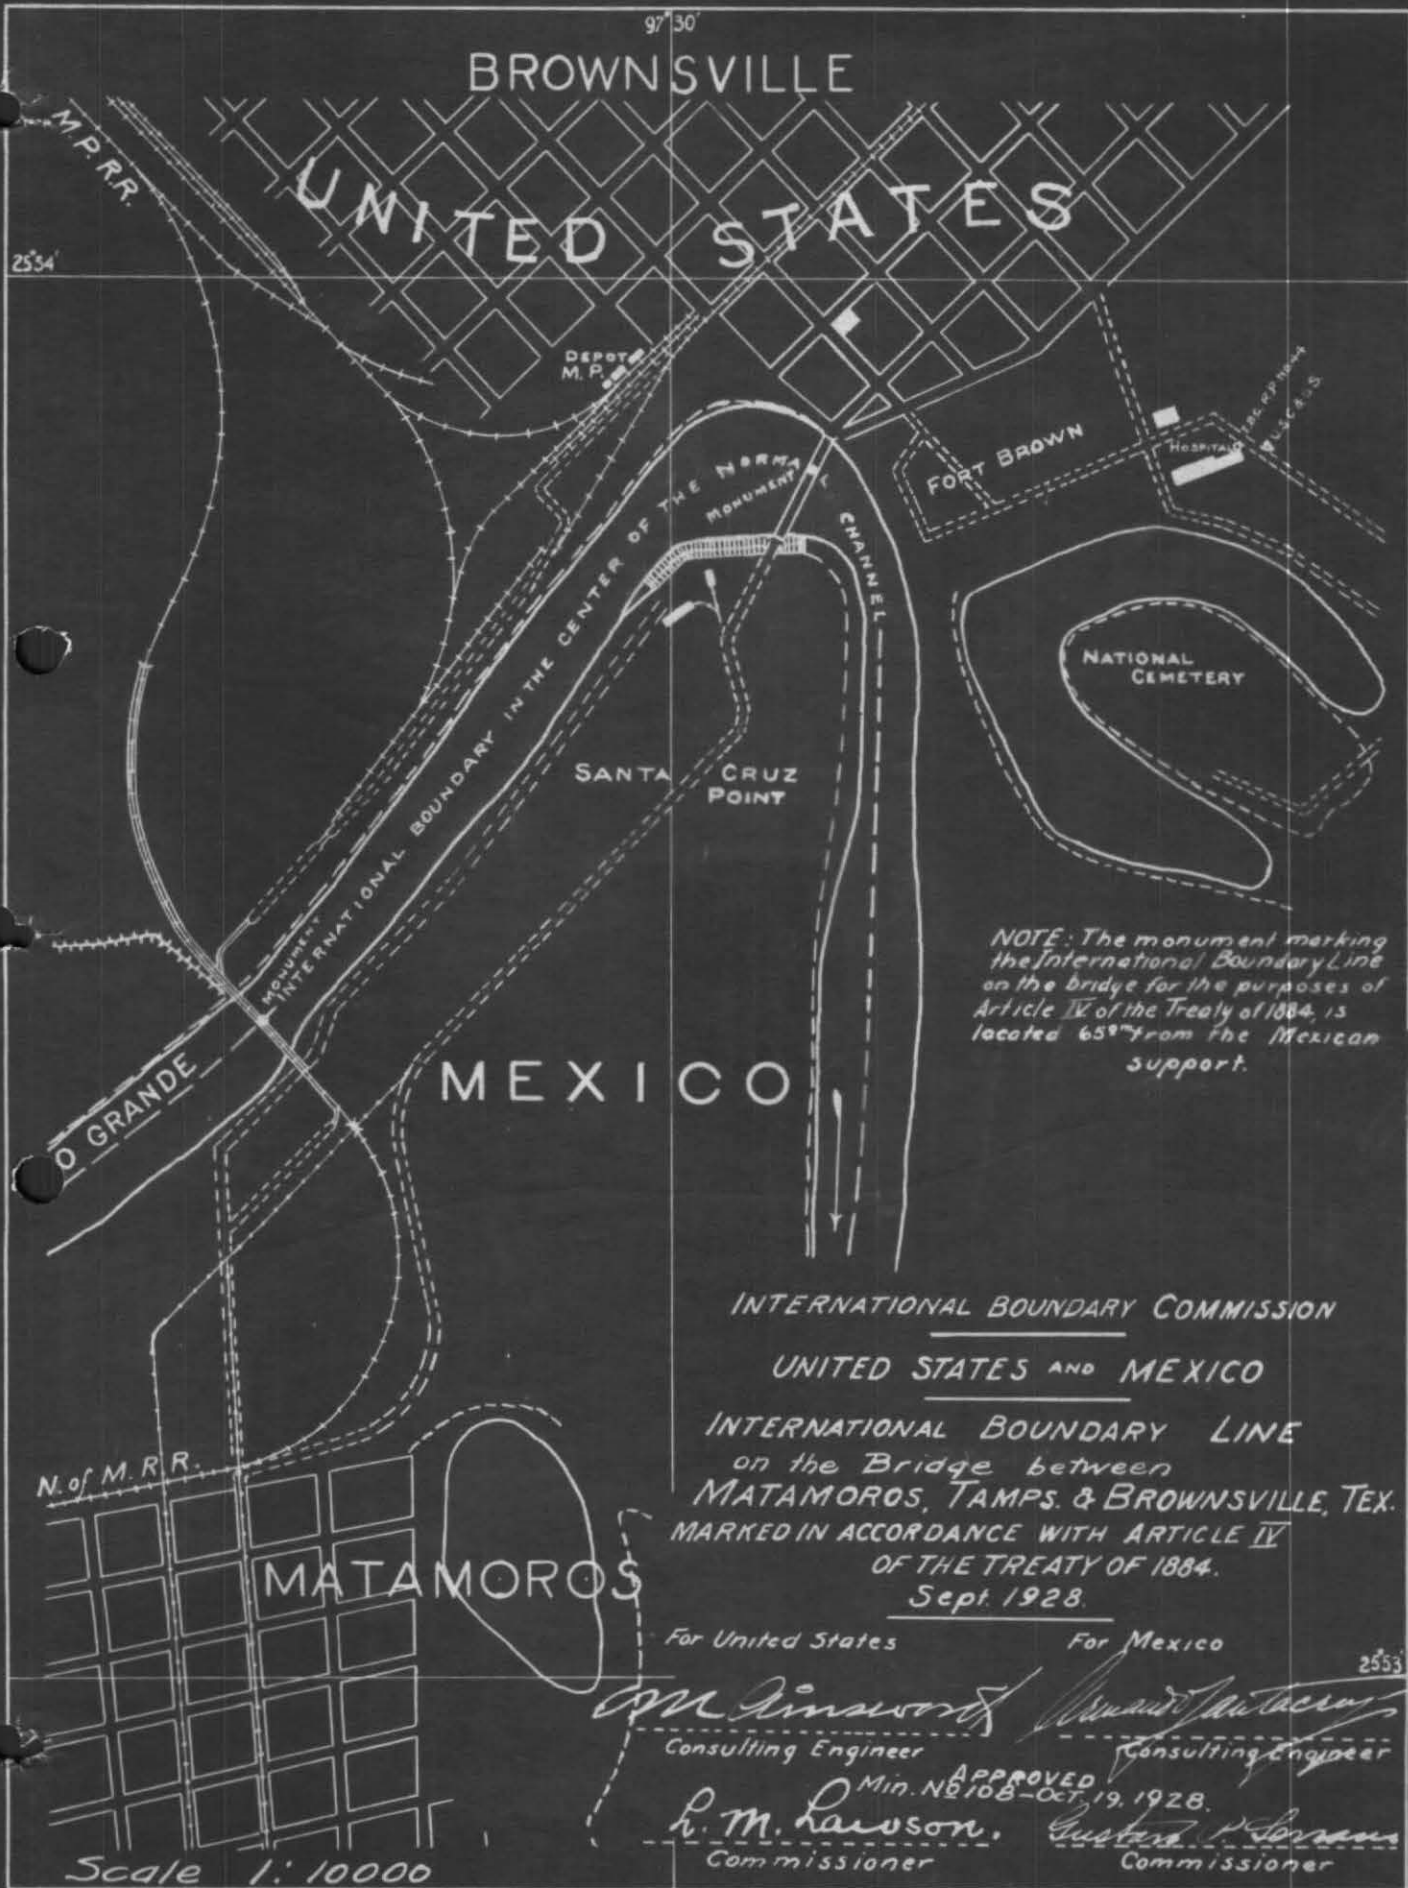 97°30'
BROWNSVILLE
M.P.R.R.
UNITED STATES
25°54'
DEPOT
M. P.
FORT BROWN
HOSPITAL
U.S.C.&G.S.
MONUMENT
INTERNATIONAL BOUNDARY IN THE CENTER OF THE NORMAL CHANNEL
NATIONAL
CEMETERY
SANTA CRUZ
POINT
MONUMENT
NOTE: The monument marking
the International Boundary Line
on the bridge for the purposes of
Article IV of the Treaty of 1884, is
located from the Mexican
support.
O GRANDE
MEXICO
INTERNATIONAL BOUNDARY COMMISSION
UNITED STATES AND MEXICO
INTERNATIONAL BOUNDARY LINE
on the Bridge between
MATAMOROS, TAMPS. & BROWNSVILLE, TEX.
MARKED IN ACCORDANCE WITH ARTICLE IV
OF THE TREATY OF 1884.
Sept. 1928.
N. of M. R. R.
MATAMOROS
For United States For Mexico
25°53'
M Ainsworth
Consulting Engineer Consulting Engineer
APPROVED
Min. No 108-OCT. 19, 1928.
L. M. Lawson. Gustavo P. Serrano
Commissioner Commissioner
Scale 1:10000